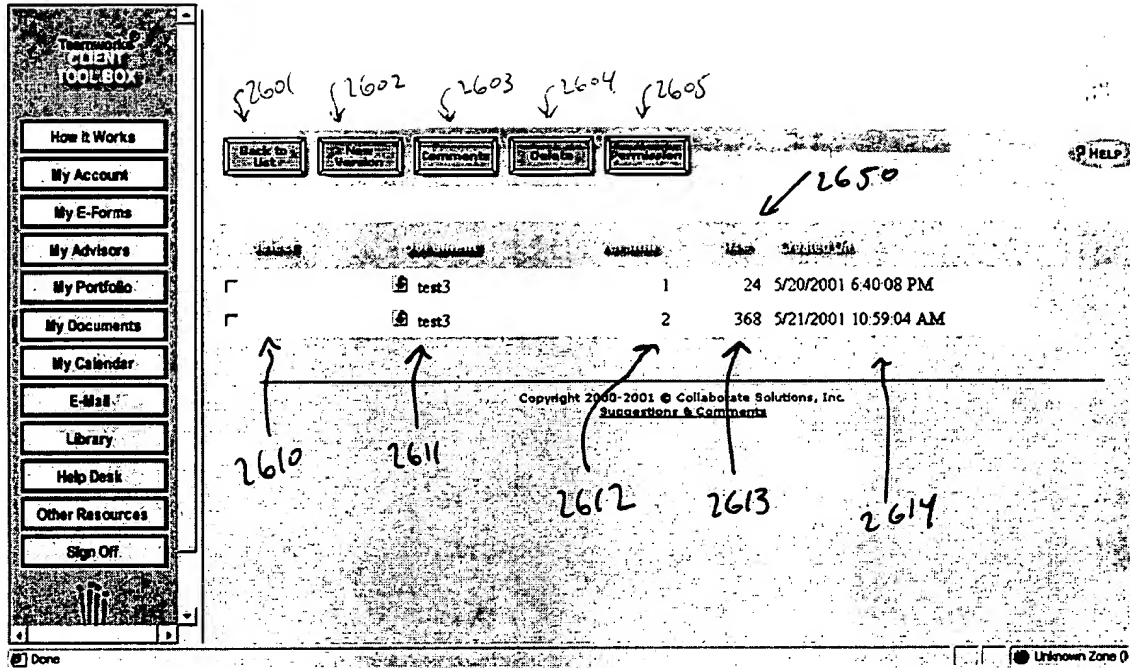 Teamworks
CLIENT
TOOLBOX
How it Works
My Account
My E-Forms
My Advisors
My Portfolio
My Documents
My Calendar
E-Mail
Library
Help Desk
Other Resources
Sign Off
2601 2602 2603 2604 2605
Back to List
New Version
Comments
Delete
Permission
? HELP
2650
test3 1 24 5/20/2001 6:40:08 PM
test3 2 368 5/21/2001 10:59:04 AM
Copyright 2000-2001 © Collaborate Solutions, Inc.
Suggestions & Comments
2610 2611 2612 2613 2614
Done
Unknown Zone